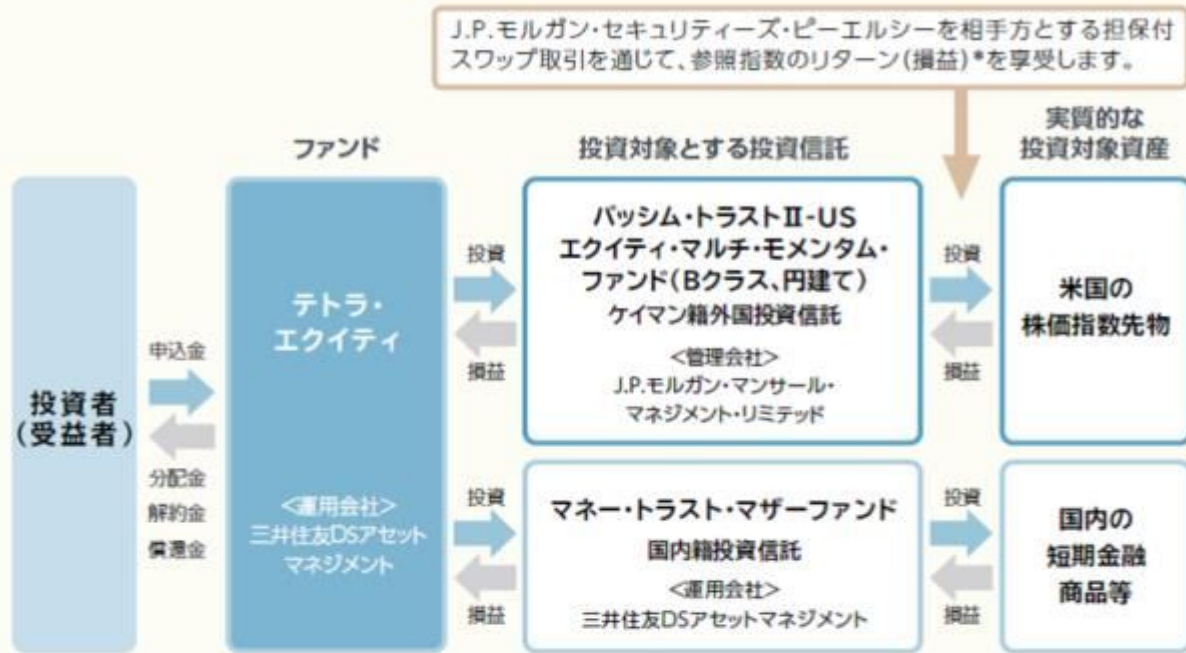 J.P.モルガン・セキュリティーズ・ピーエルシーを相手方とする担保付
スワップ取引を通じて、参照指数のリターン(損益)*を享受します。
ファンド
投資対象とする投資信託
実質的な
投資対象資産
投資者
(受益者)
申込金
分配金
解約金
償還金
テトラ・
エクイティ
<運用会社>
三井住友DSアセット
マネジメント
投資
損益
バッシム・トラストⅡ-US
エクイティ・マルチ・モメンタム・
ファンド(Bクラス、円建て)
ケイマン籍外国投資信託
<管理会社>
J.P.モルガン・マンサール・
マネジメント・リミテッド
投資
損益
米国の
株価指数先物
投資
損益
マネー・トラスト・マザーファンド
国内籍投資信託
<運用会社>
三井住友DSアセットマネジメント
投資
損益
国内の
短期金融
商品等